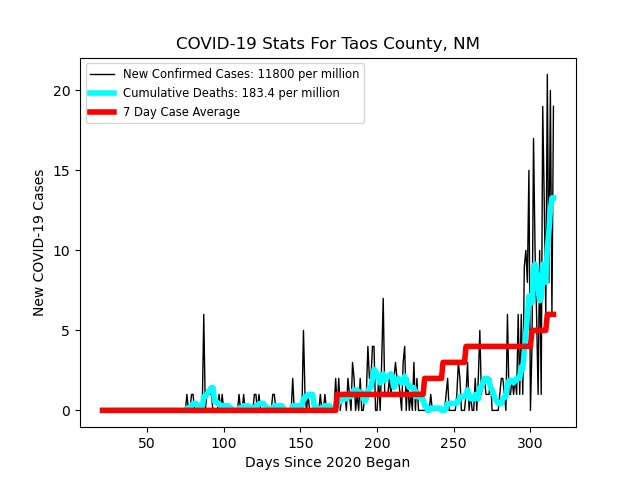 COVID-19 Stats For Taos County, NM
New Confirmed Cases: 11800 per million
Cumulative Deaths: 183.4 per million
7 Day Case Average
New COVID-19 Cases
20
15
10
5
0
50 100 150 200 250 300
Days Since 2020 Began